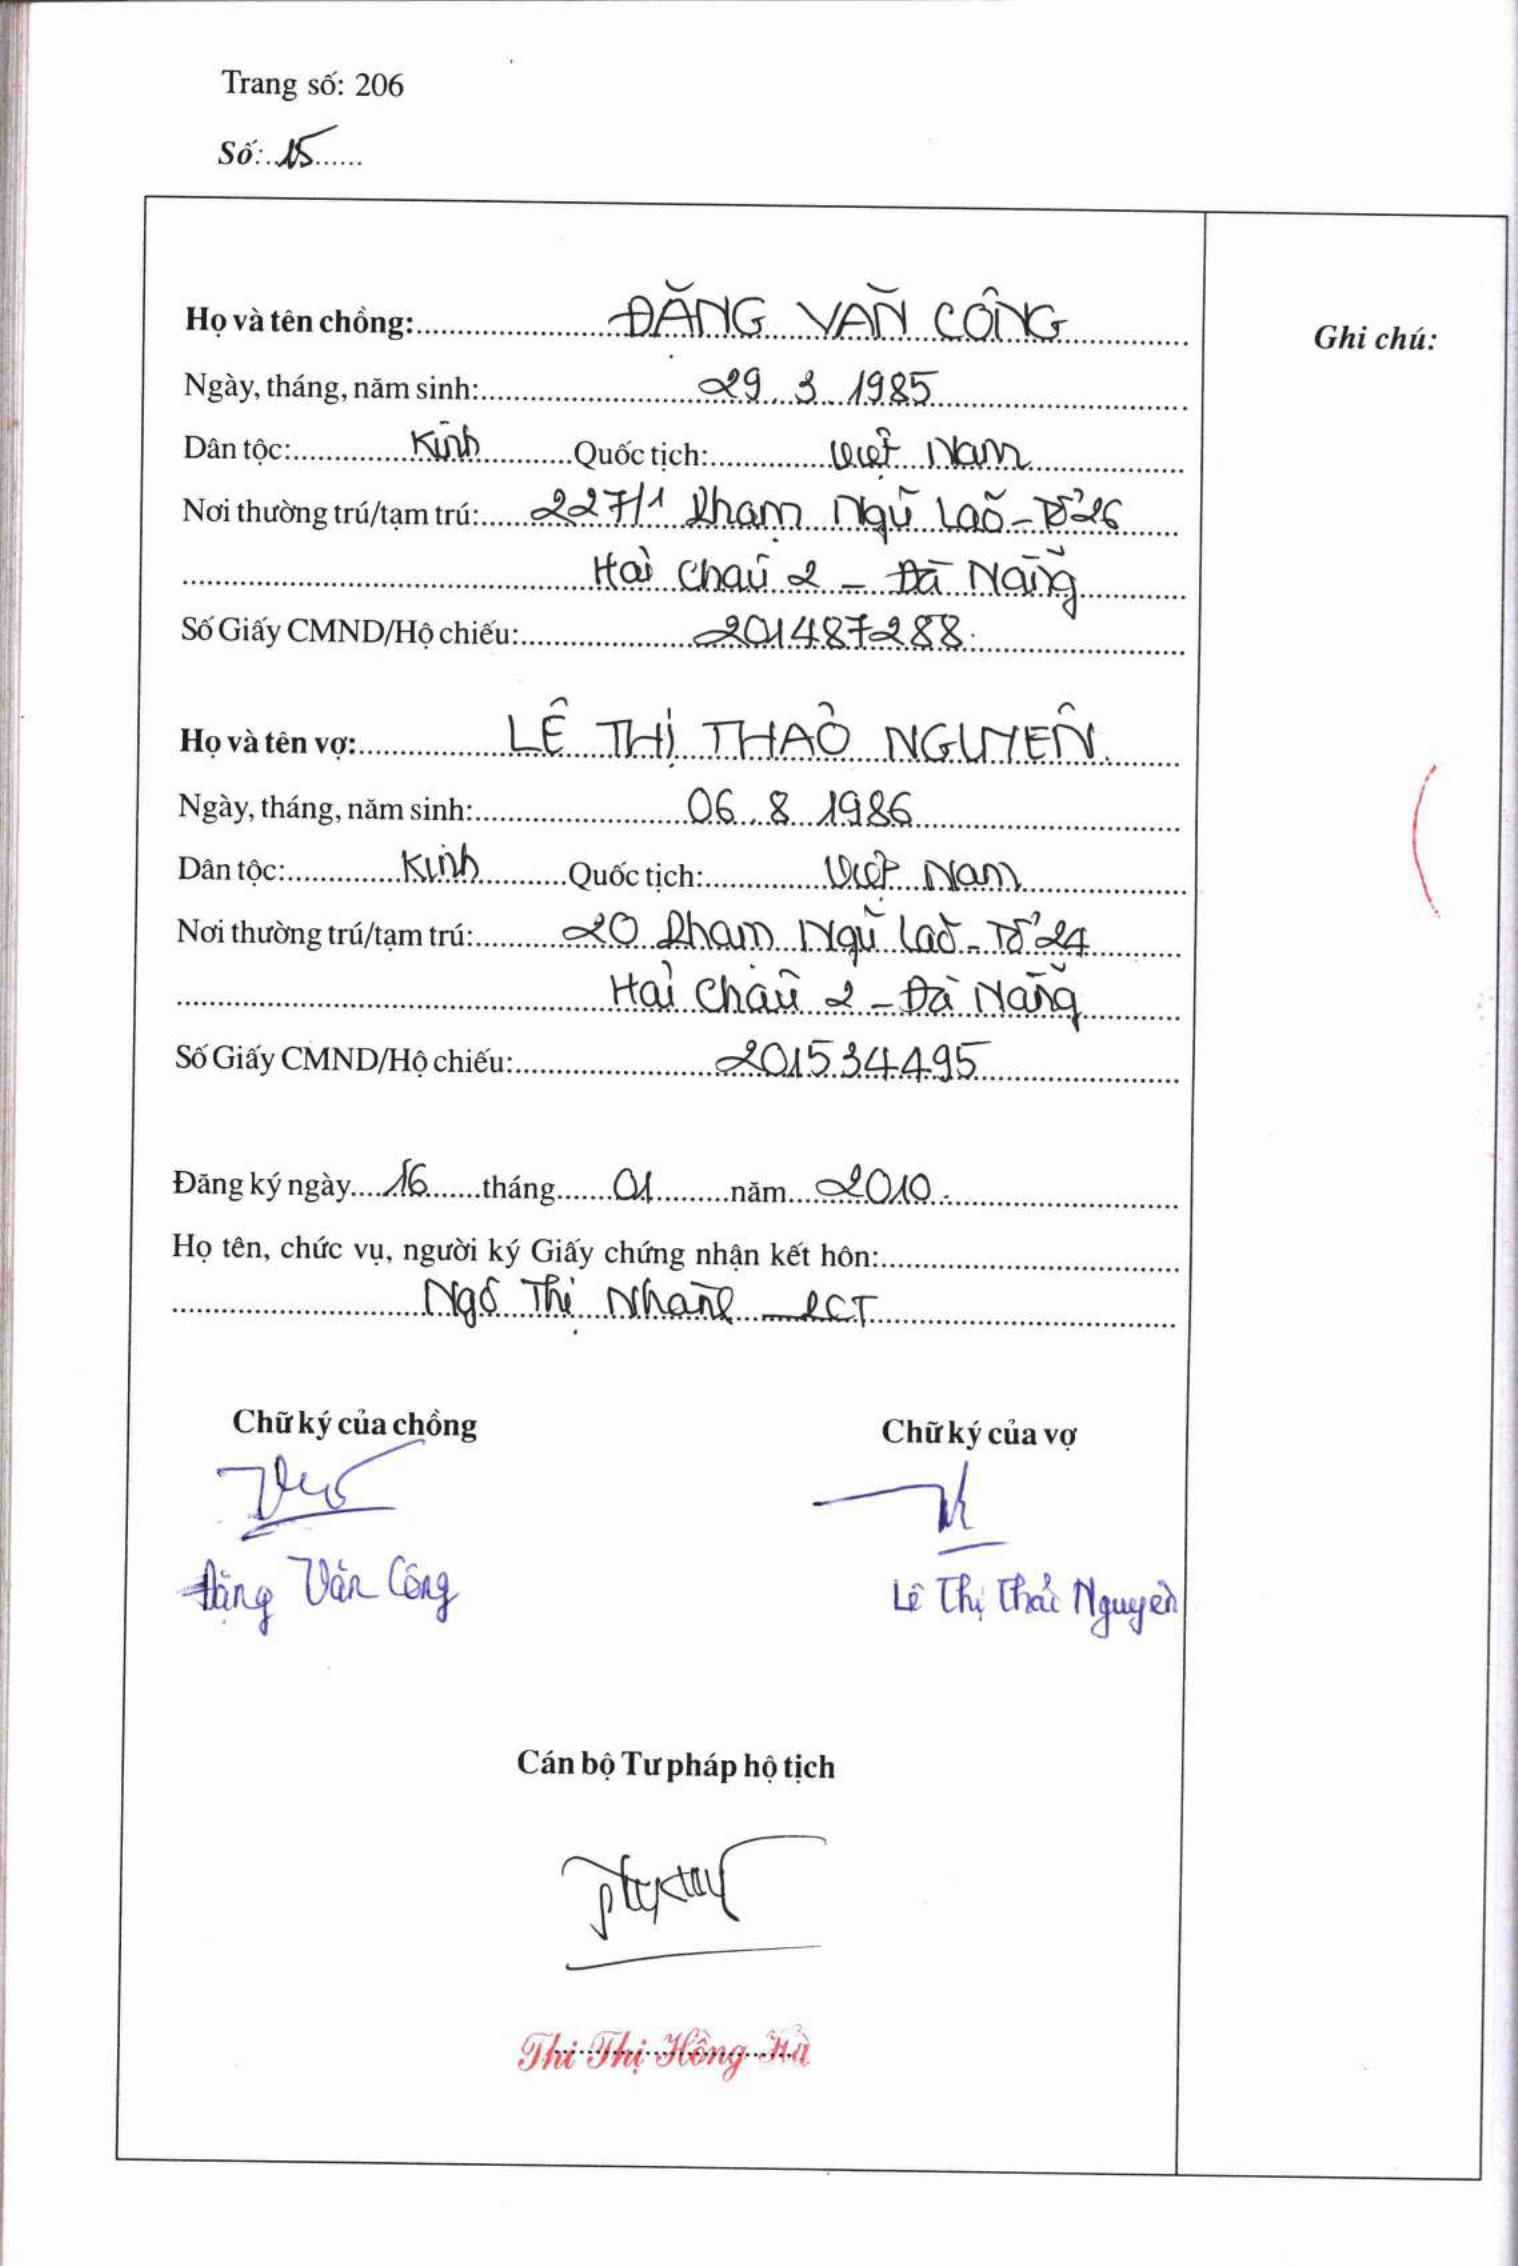 Trang số: 206
Số: 15
Họ và tên chồng: ĐẶNG VĂN CÔNG
Ghi chú:
Ngày, tháng, năm sinh: 29.3.1985
Dân tộc: Kinh Quốc tịch: Việt Nam
Nơi thường trú/tạm trú: 227/1 Phạm Ngũ Lão - Tổ 26
Hải Châu 2 - Đà Nẵng
Số Giấy CMND/Hộ chiếu: 201487288.
Họ và tên vợ: LÊ THỊ THẢO NGUYÊN.
Ngày, tháng, năm sinh: 06.8.1986
Dân tộc: Kinh Quốc tịch: Việt Nam
Nơi thường trú/tạm trú: 20 Phạm Ngũ Lão - Tổ 24
Hải Châu 2 - Đà Nẵng
Số Giấy CMND/Hộ chiếu: 201534495
Đăng ký ngày 16 tháng 01 năm 2010.
Họ tên, chức vụ, người ký Giấy chứng nhận kết hôn:
Ngô Thị - PCT
Chữ ký của chồng
Chữ ký của vợ
Đặng Văn Công
Lê Thị Thảo Nguyên
Cán bộ Tư pháp hộ tịch
Thi Thị Hồng Hà